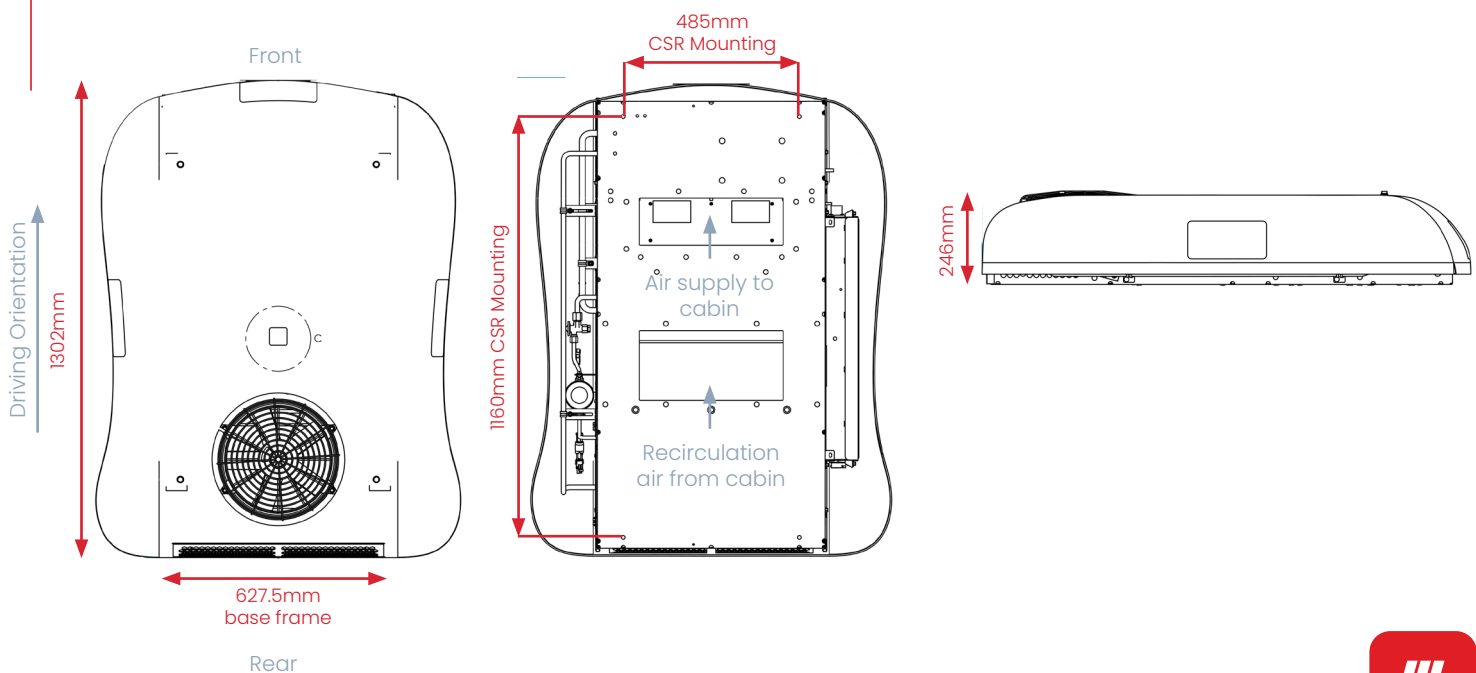 Front
Driving Orientation
1302mm
C
627.5mm
base frame
Rear
485mm
CSR Mounting
1160mm CSR Mounting
Air supply to
cabin
Recirculation
air from cabin
246mm